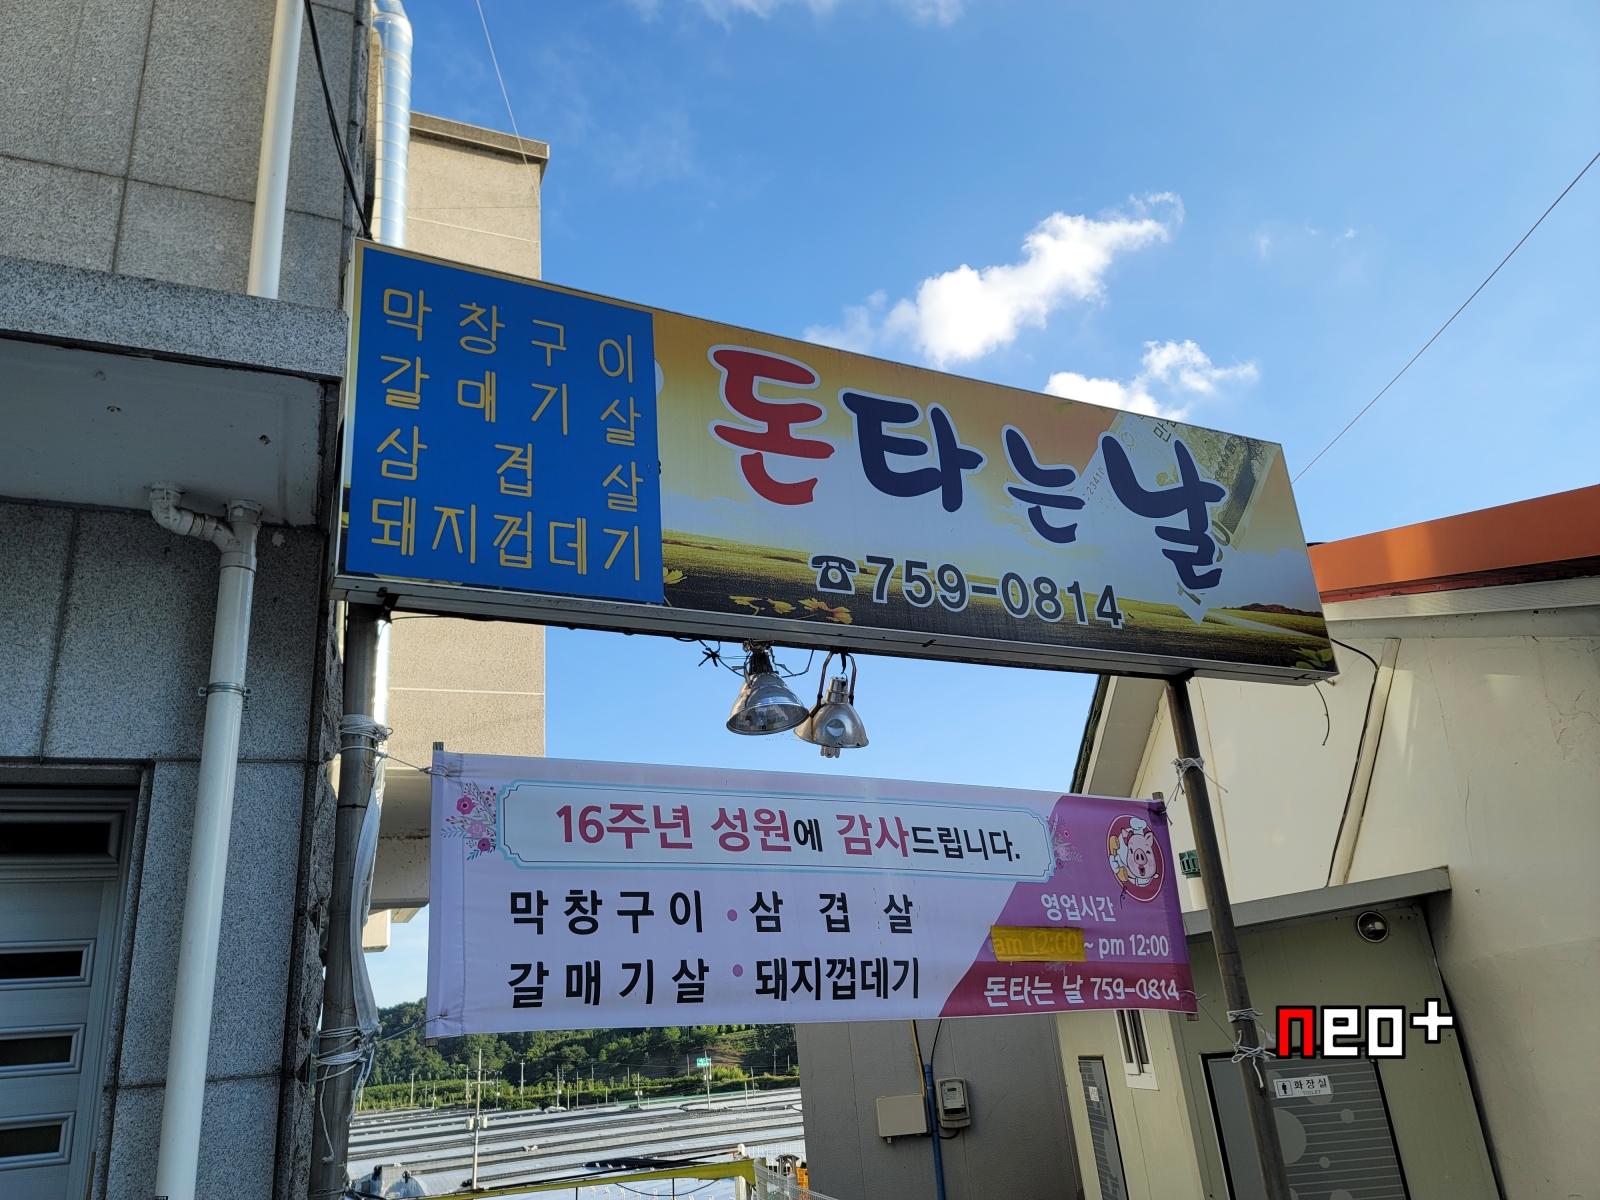 막창구이
갈매기살
삼겹살
돼지껍데기
돈타는날
☎759-0814
16주년 성원에 감사드립니다.
막창구이 · 삼겹살
갈매기살 · 돼지껍데기
영업시간
am 12:00 ~ pm 12:00
돈타는 날 759-0814
neo+
화장실
TOILET